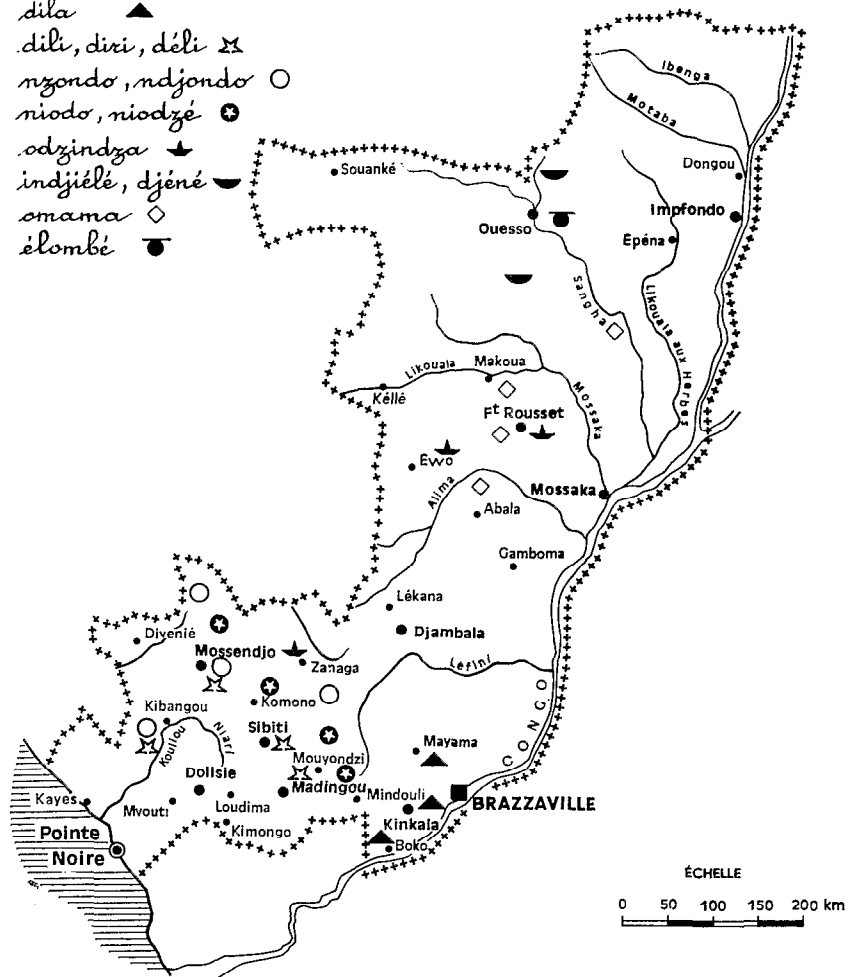 dila
dili, diri, déli
nzondo, ndjondo
niodo, niodzé
odzindza
indjiélé, djéné
omama
élombé
Ibenga
Motaba
Souanké
Dongou
Impfondo
Ouesso
Épéna
Sangha
Likouala aux Herbes
Likouala
Makoua
Mossaka
Kéllé
Ft Rousset
Ewo
Alima
Mossaka
Abala
Gamboma
Lékana
Divenié
Djambala
Mossendjo
Zanaga
Léfini
Komono
CONGO
Kibangou
Kouilou
Niari
Sibiti
Mayama
Mouyondzi
Dolisie
Madingou
Mindouli
Kayes
Mvouti
Loudima
BRAZZAVILLE
Kinkala
Kimongo
Pointe
Noire
Boko
ÉCHELLE
0 50 100 150 200 km